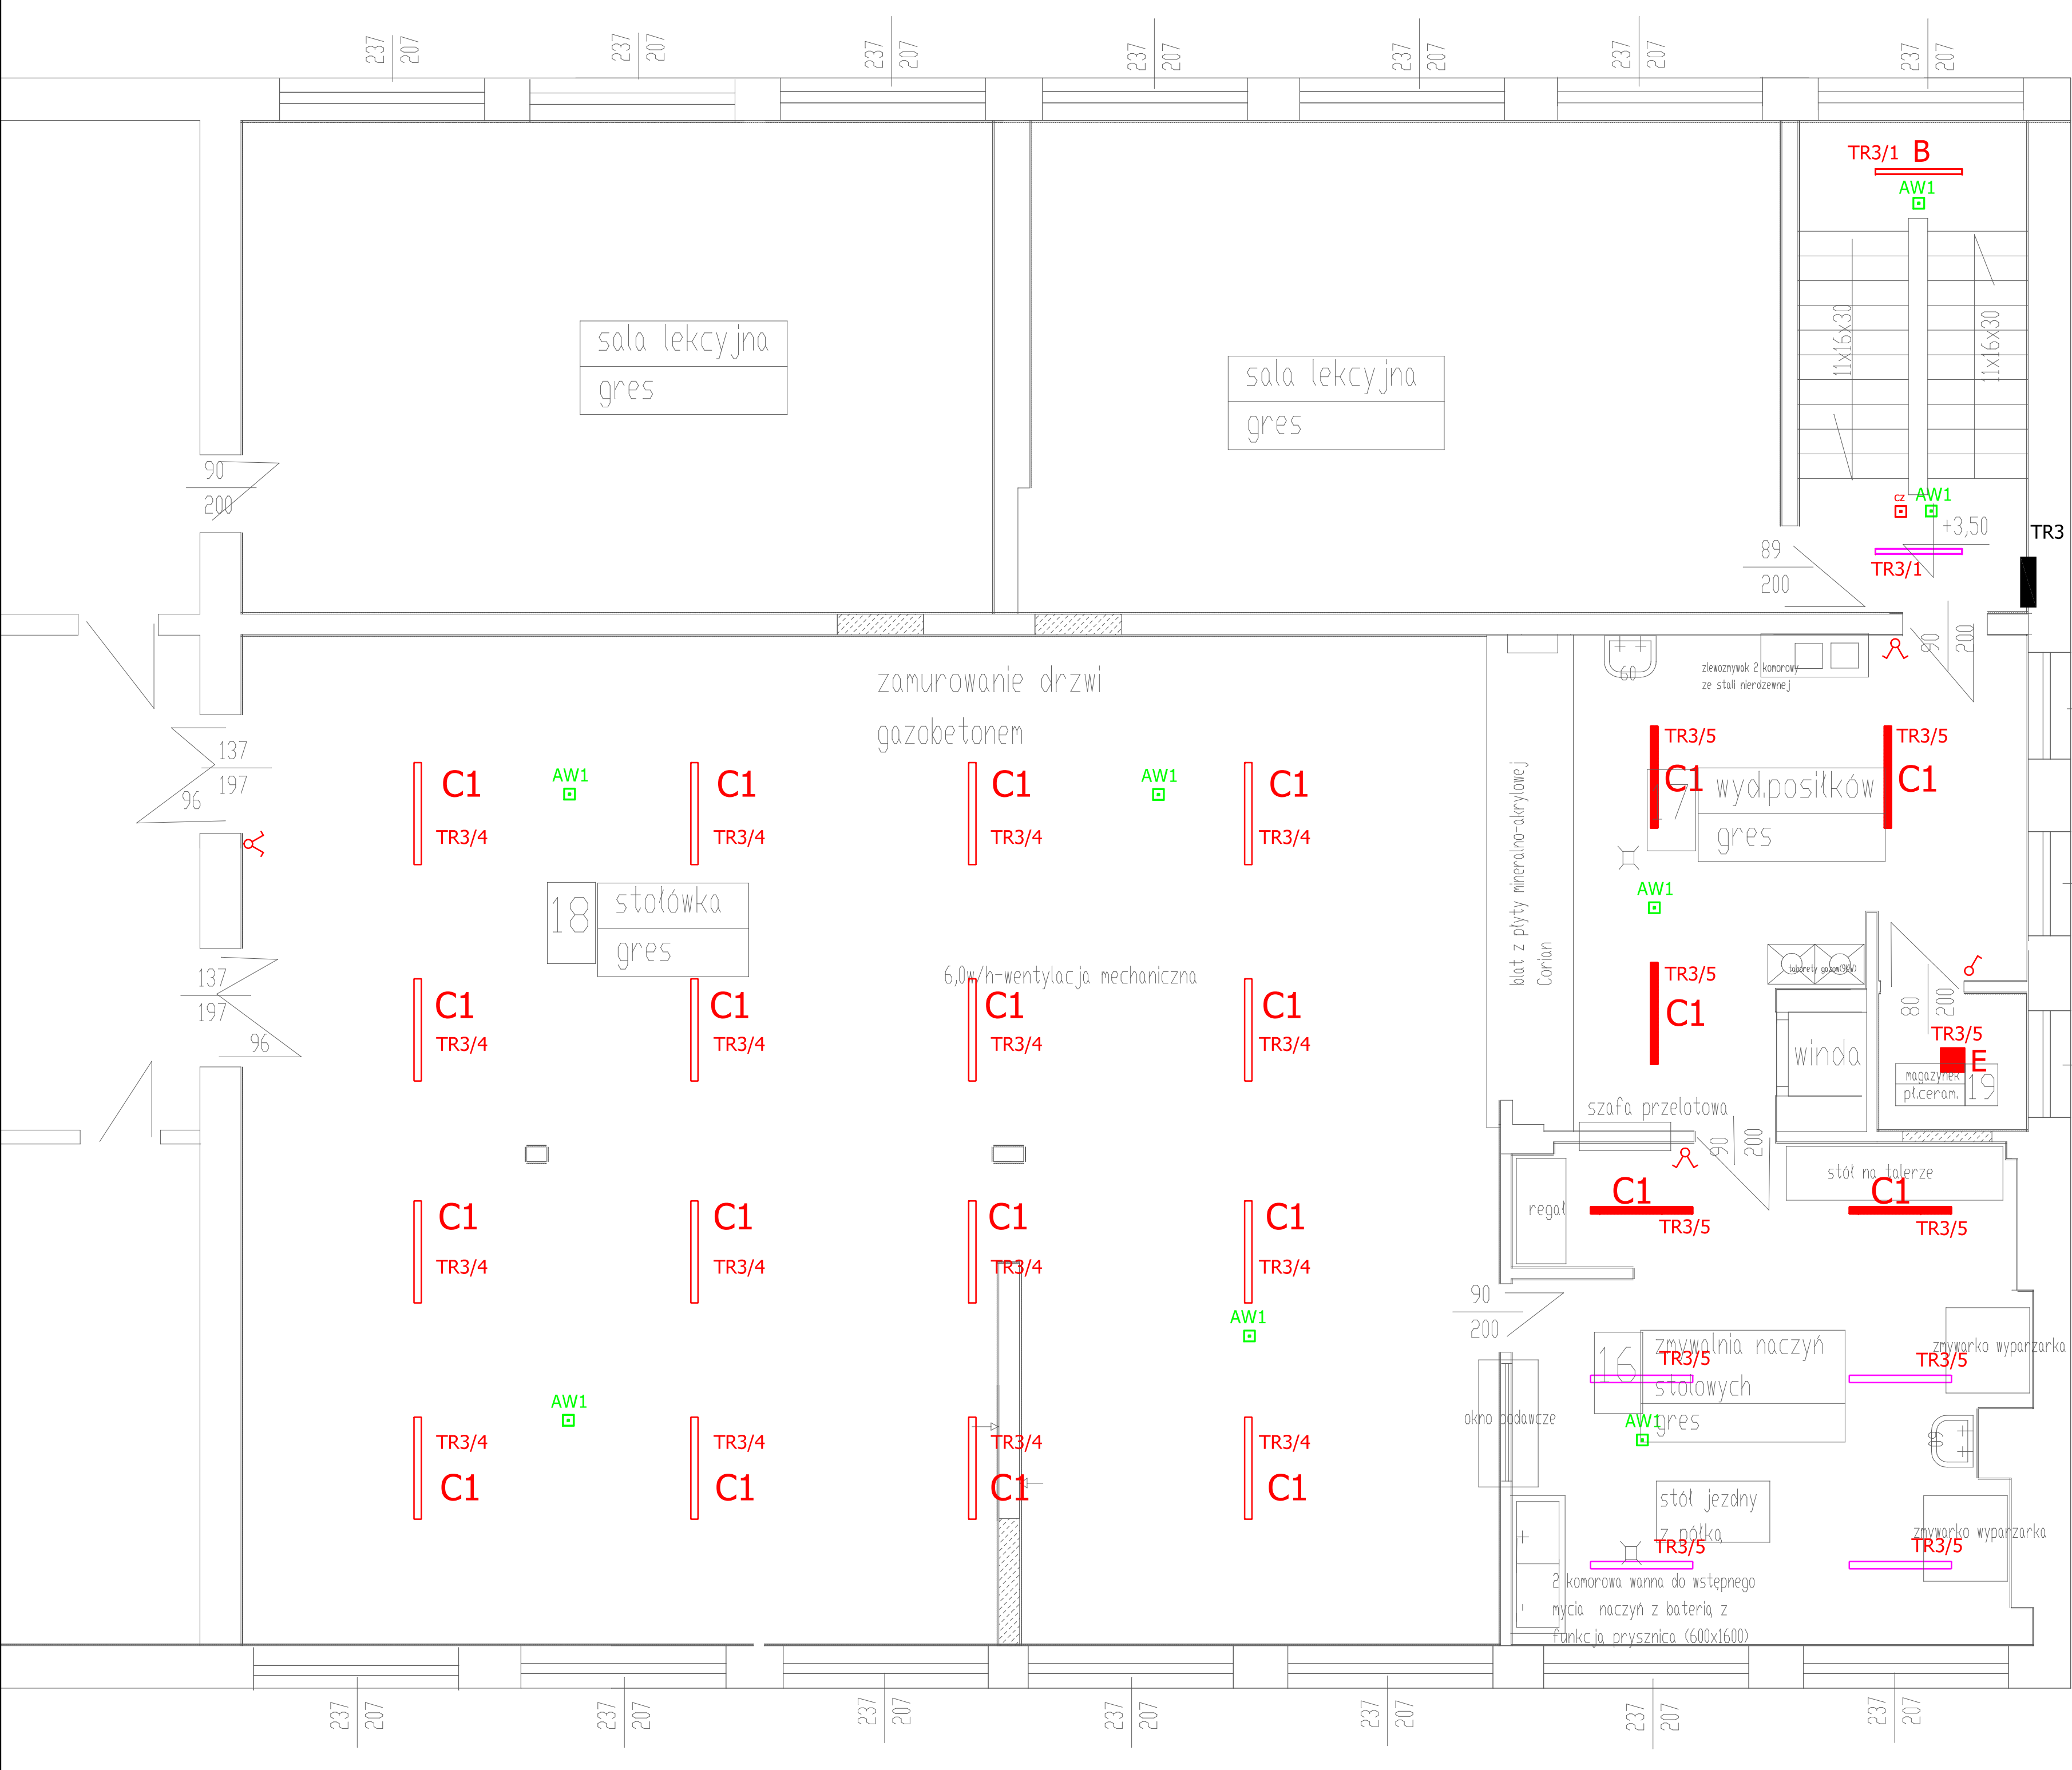 237
207
237
207
237
207
237
207
237
207
237
207
237
207
TR3/1 B
AW1
sala lekcyjna
gres
sala lekcyjna
gres
11x16x30
11x16x30
90
200
cz AW1
+3,50
TR3
89
200
TR3/1
90
200
zamurowanie drzwi
gazobetonem
60
zlewozmywak 2 komorowy
ze stali nierdzewnej
137
197
96
C1
TR3/4
AW1
C1
TR3/4
C1
TR3/4
AW1
C1
TR3/4
TR3/5
C1
TR3/5
C1
17
wyd.posiłków
gres
blat z płyty mineralno-akrylowej
Corian
AW1
18
stołówka
gres
6,0w/h-wentylacja mechaniczna
137
197
96
C1
TR3/4
C1
TR3/4
C1
TR3/4
C1
TR3/4
TR3/5
C1
taborety gazow(9kW)
80
200
winda
TR3/5
E
magazynek
pł.ceram.
19
szafa przelotowa
90
200
stół na talerze
regał
C1
TR3/5
C1
TR3/5
C1
TR3/4
C1
TR3/4
C1
TR3/4
C1
TR3/4
90
200
AW1
16
zmywalnia naczyń
stołowych
gres
TR3/5
TR3/5
zmywarko wyparzarka
AW1
okno podawcze
AW1
60
TR3/4
C1
TR3/4
C1
TR3/4
C1
TR3/4
C1
stół jezdny
z półką
TR3/5
TR3/5
zmywarko wyparzarka
2 komorowa wanna do wstępnego
mycia naczyń z baterią z
funkcją prysznica (600x1600)
237
207
237
207
237
207
237
207
237
207
237
207
237
207